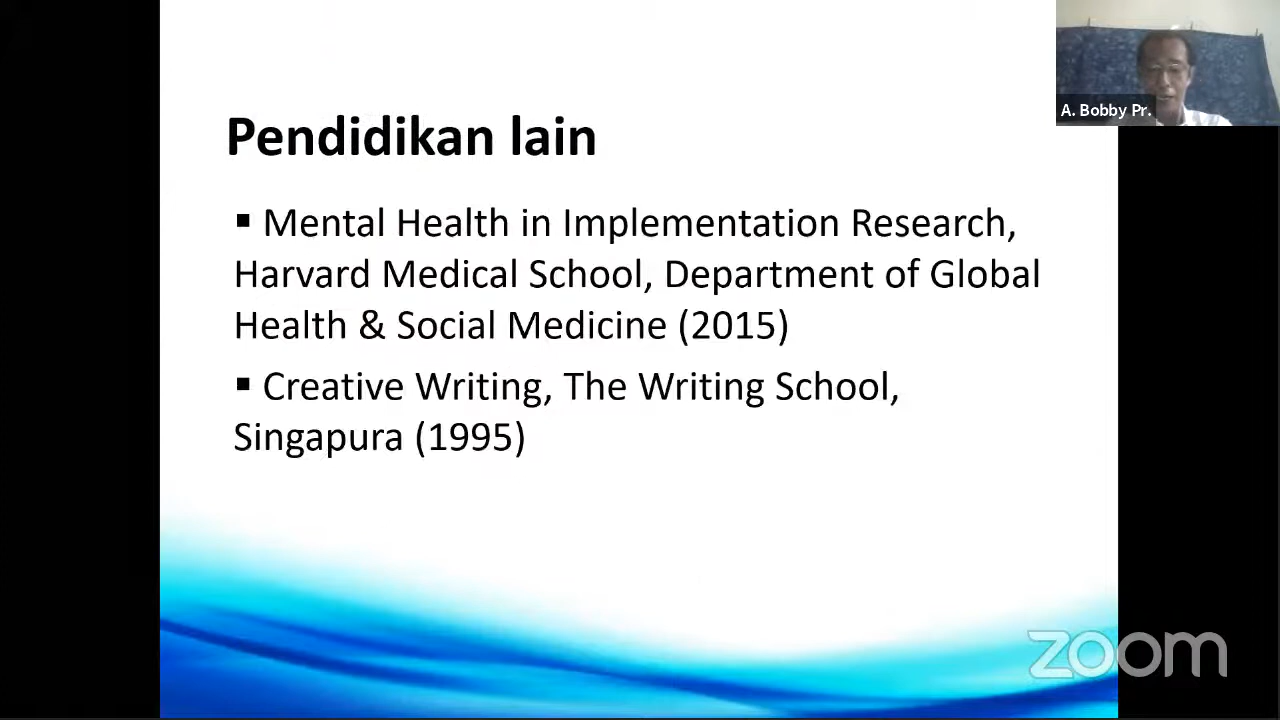 A. Bobby Pr.
Pendidikan lain
▪ Mental Health in Implementation Research,
Harvard Medical School, Department of Global
Health & Social Medicine (2015)
▪ Creative Writing, The Writing School,
Singapura (1995)
zoom